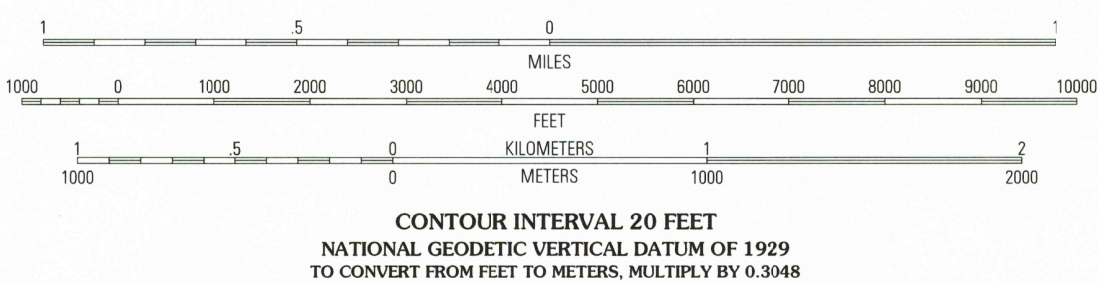 1 .5 0 1
MILES
1000 0 1000 2000 3000 4000 5000 6000 7000 8000 9000 10000
FEET
1 .5 0 KILOMETERS 1 2
1000 0 METERS 1000 2000
CONTOUR INTERVAL 20 FEET
NATIONAL GEODETIC VERTICAL DATUM OF 1929
TO CONVERT FROM FEET TO METERS, MULTIPLY BY 0.3048